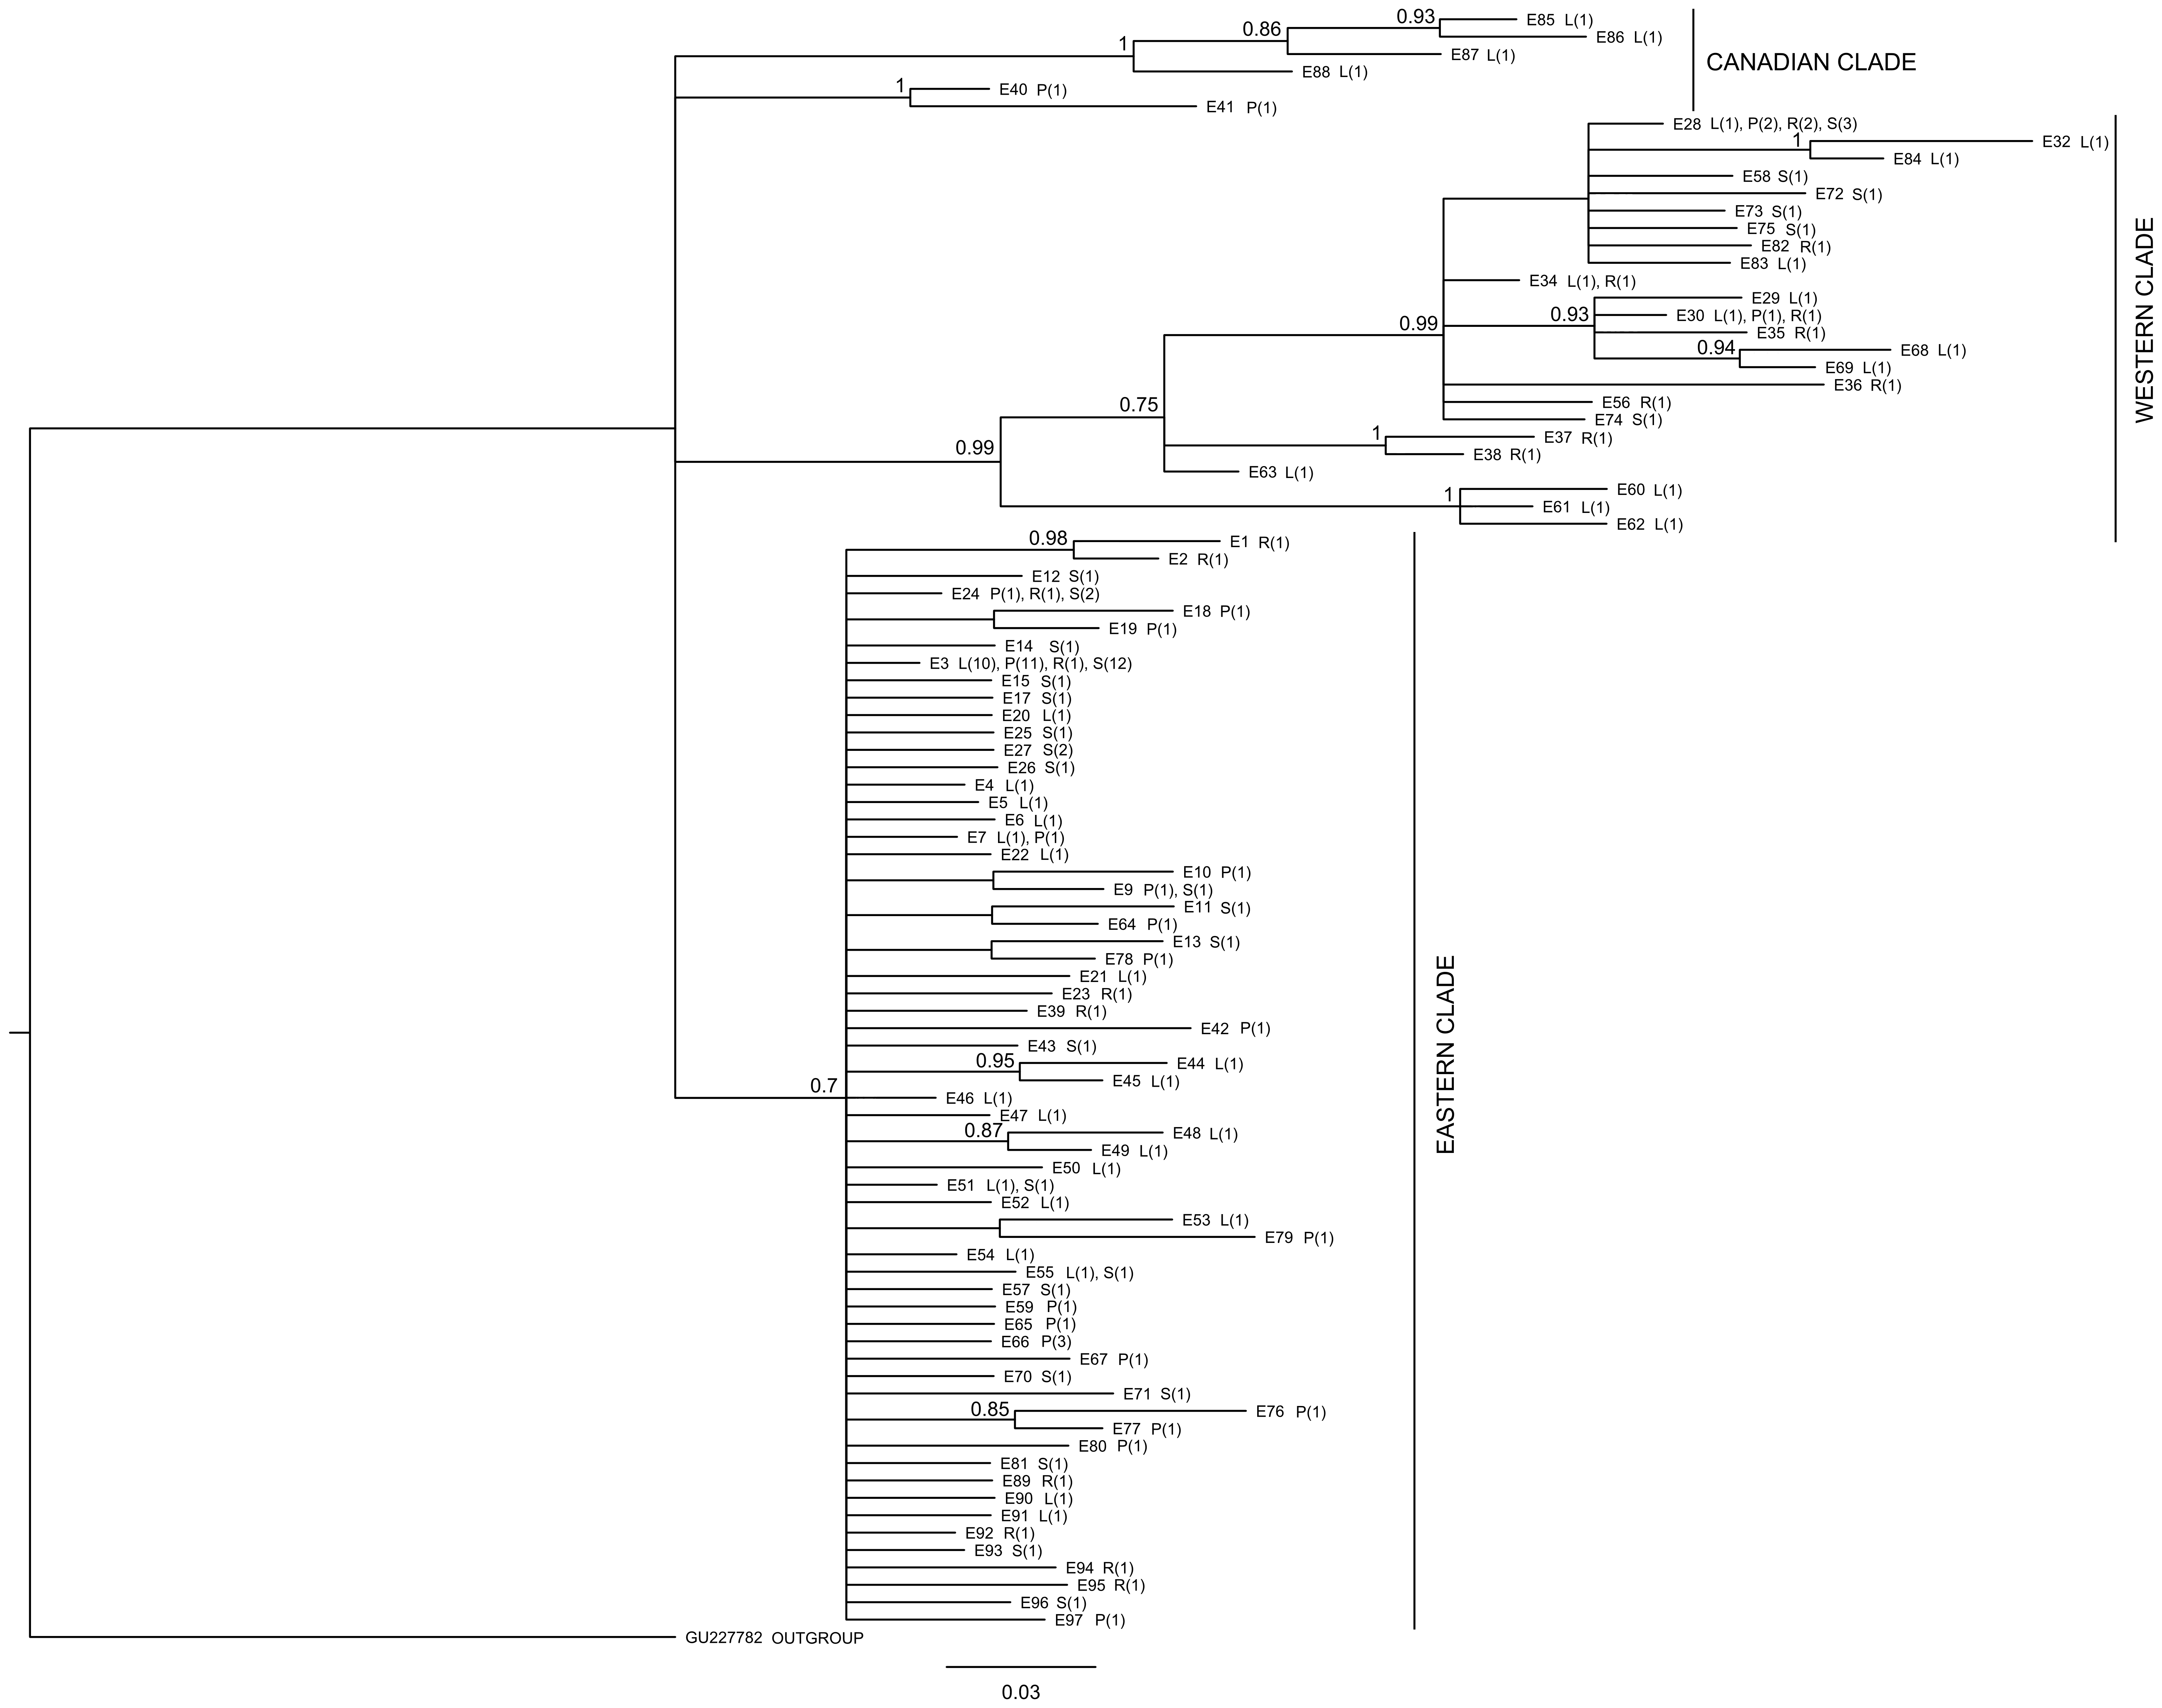 0.93
E85 L(1)
0.86
E86 L(1)
1
E87 L(1)
CANADIAN CLADE
E88 L(1)
1
E40 P(1)
E41 P(1)
E28 L(1), P(2), R(2), S(3)
1
E32 L(1)
E84 L(1)
E58 S(1)
E72 S(1)
E73 S(1)
E75 S(1)
E82 R(1)
E83 L(1)
WESTERN CLADE
E34 L(1), R(1)
E29 L(1)
0.93
E30 L(1), P(1), R(1)
0.99
E35 R(1)
0.94
E68 L(1)
E69 L(1)
E36 R(1)
0.75
E56 R(1)
E74 S(1)
1
E37 R(1)
0.99
E38 R(1)
E63 L(1)
1
E60 L(1)
E61 L(1)
E62 L(1)
0.98
E1 R(1)
E2 R(1)
E12 S(1)
E24 P(1), R(1), S(2)
E18 P(1)
E19 P(1)
E14 S(1)
E3 L(10), P(11), R(1), S(12)
E15 S(1)
E17 S(1)
E20 L(1)
E25 S(1)
E27 S(2)
E26 S(1)
E4 L(1)
E5 L(1)
E6 L(1)
E7 L(1), P(1)
E22 L(1)
E10 P(1)
E9 P(1), S(1)
E11 S(1)
E64 P(1)
E13 S(1)
E78 P(1)
E21 L(1)
E23 R(1)
E39 R(1)
E42 P(1)
EASTERN CLADE
E43 S(1)
0.95
E44 L(1)
E45 L(1)
0.7
E46 L(1)
E47 L(1)
0.87
E48 L(1)
E49 L(1)
E50 L(1)
E51 L(1), S(1)
E52 L(1)
E53 L(1)
E79 P(1)
E54 L(1)
E55 L(1), S(1)
E57 S(1)
E59 P(1)
E65 P(1)
E66 P(3)
E67 P(1)
E70 S(1)
E71 S(1)
0.85
E76 P(1)
E77 P(1)
E80 P(1)
E81 S(1)
E89 R(1)
E90 L(1)
E91 L(1)
E92 R(1)
E93 S(1)
E94 R(1)
E95 R(1)
E96 S(1)
E97 P(1)
GU227782 OUTGROUP
0.03